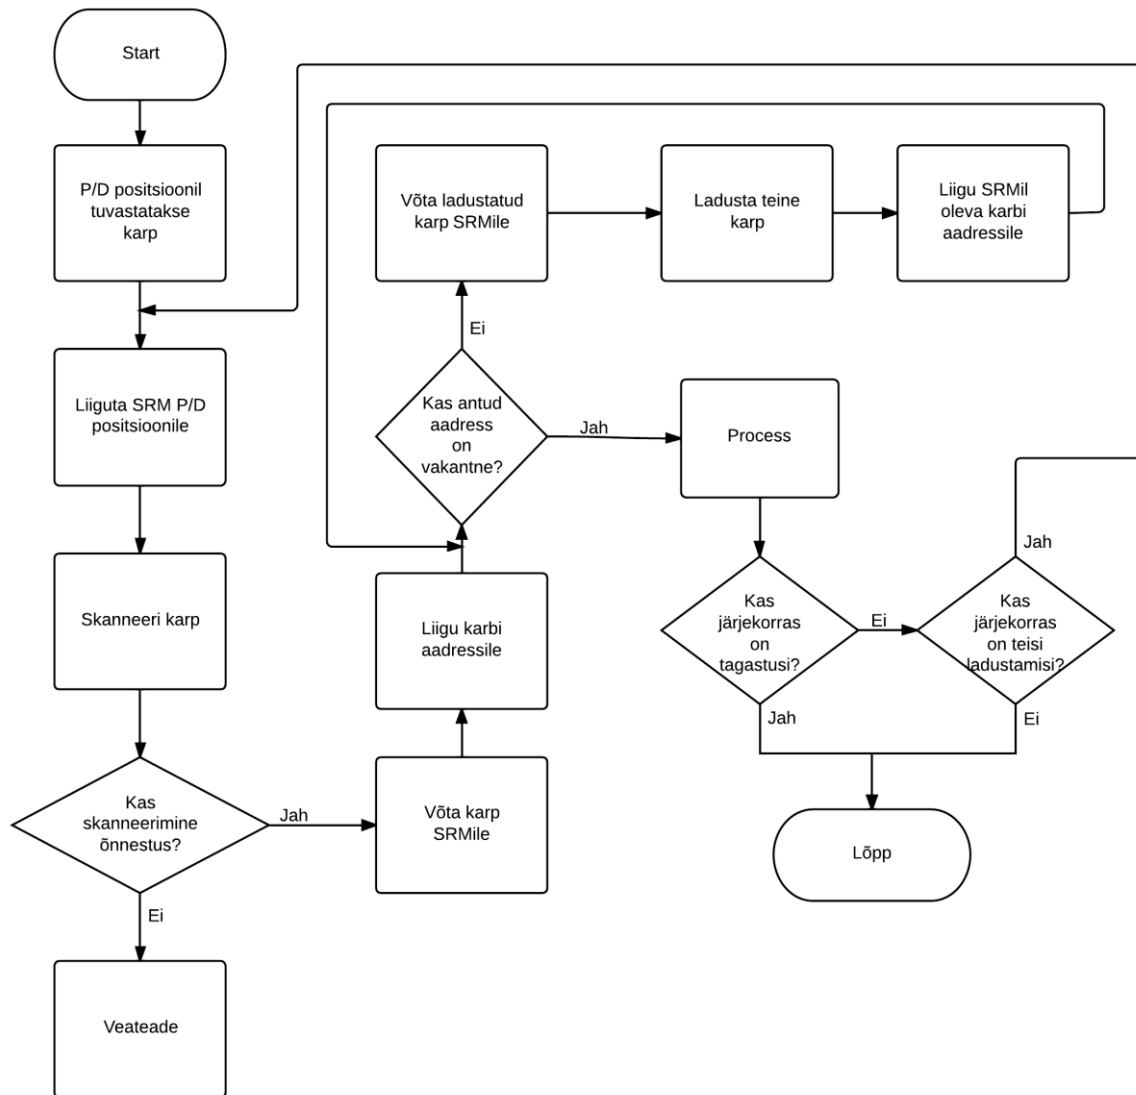 Start
P/D positsioonil
tuvastatakse
karp
Liiguta SRM P/D
positsioonile
Skanneeri karp
Kas
skanneerimine
õnnestus?
Jah
Ei
Veateade
Võta karp
SRMile
Liigu karbi
aadressile
Kas antud
aadress
on
vakantne?
Ei
Jah
Võta ladustatud
karp SRMile
Ladusta teine
karp
Liigu SRMil
oleva karbi
aadressile
Process
Kas
järjekorras
on
tagastusi?
Ei
Jah
Kas
järjekorras
on teisi
ladustamisi?
Jah
Ei
Lõpp